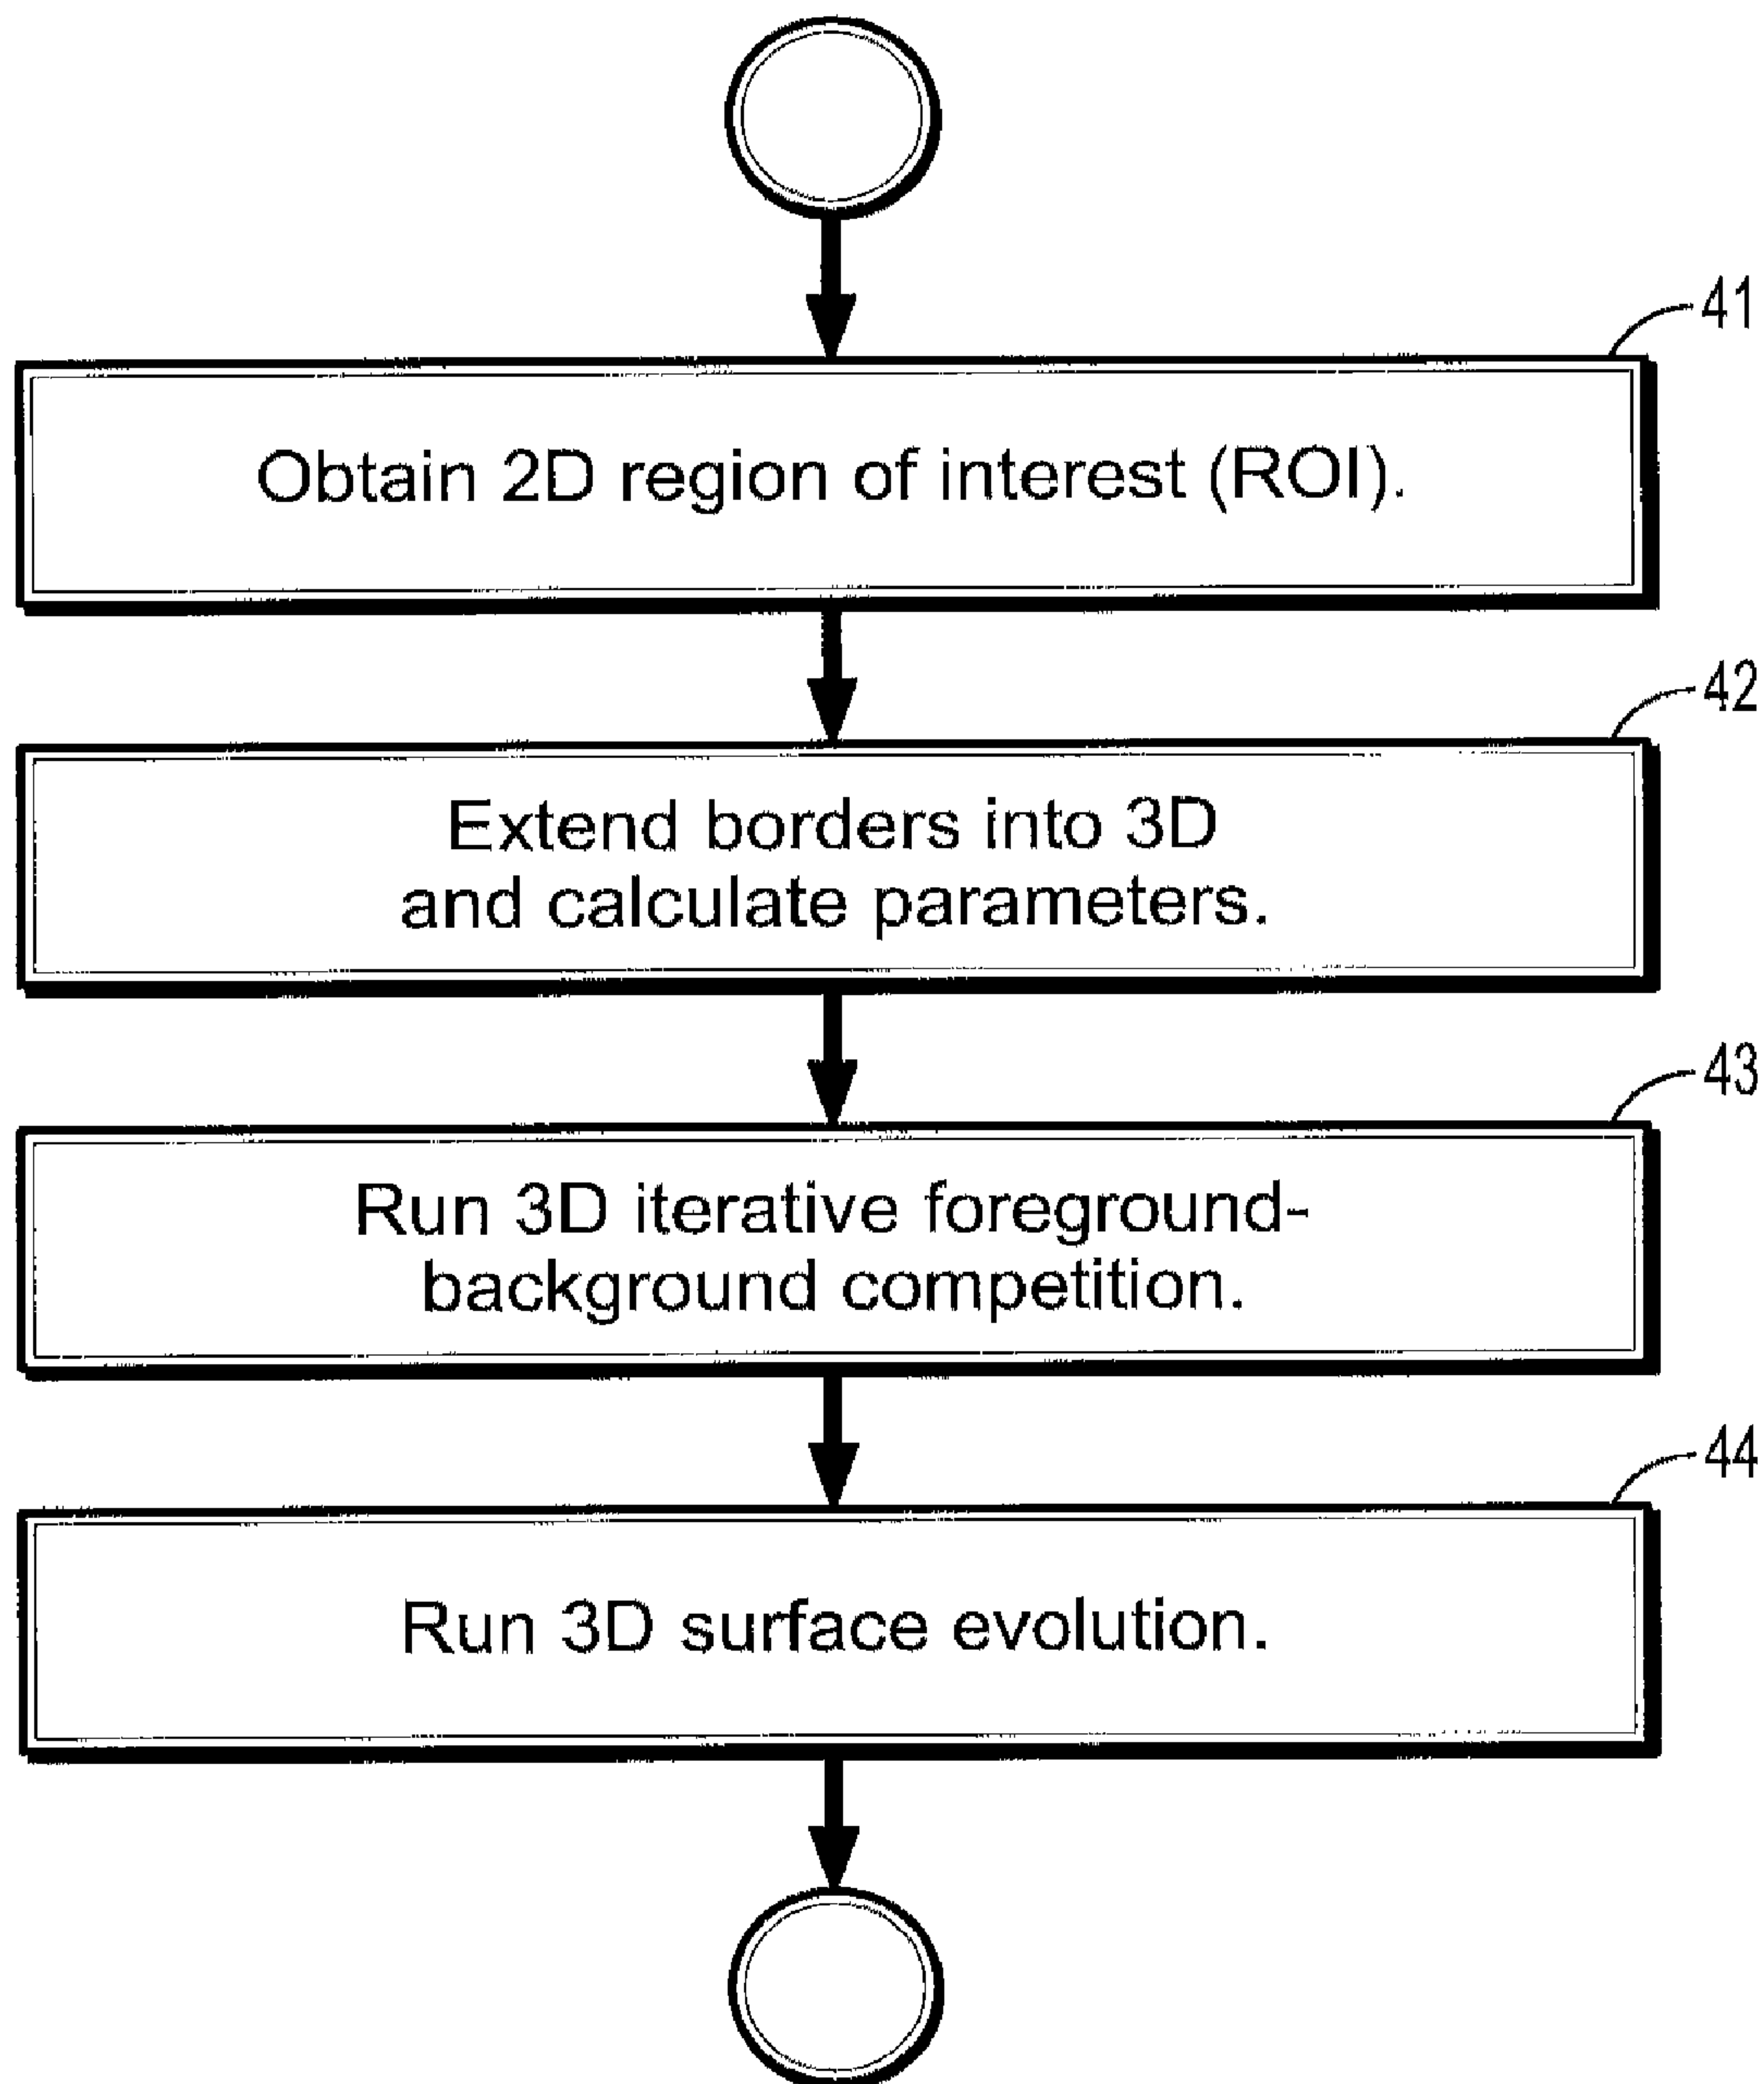 41
Obtain 2D region of interest (ROI).
42
Extend borders into 3D
and calculate parameters.
43
Run 3D iterative foreground-
background competition.
44
Run 3D surface evolution.